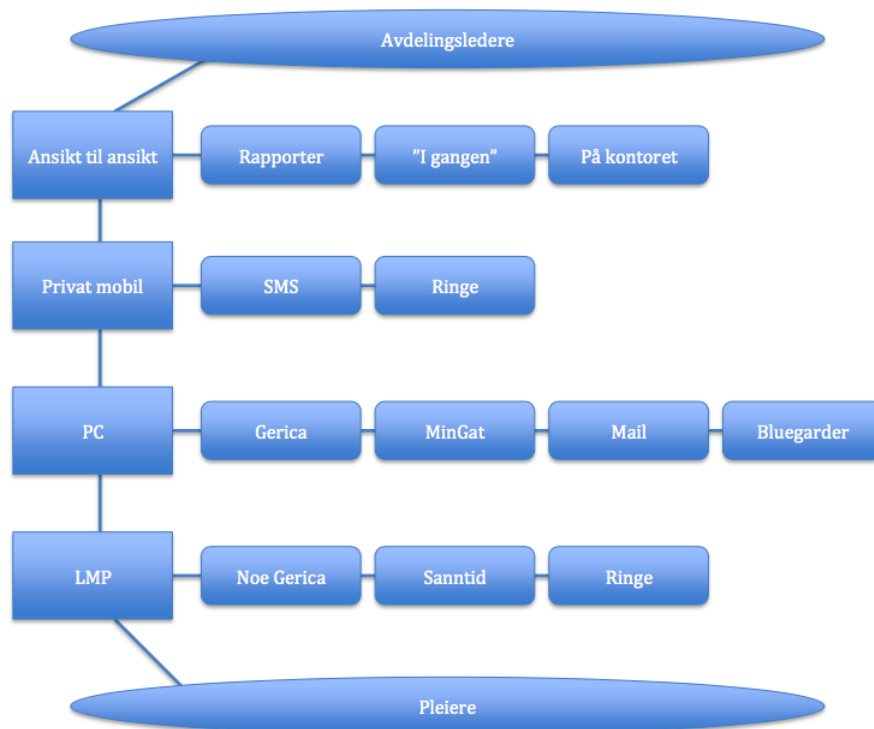 Avdelingsledere
Ansikt til ansikt
Rapporter
"I gangen"
På kontoret
Privat mobil
SMS
Ringe
PC
Gerica
MinGat
Mail
Bluegarder
LMP
Noe Gerica
Sanntid
Ringe
Pleiere